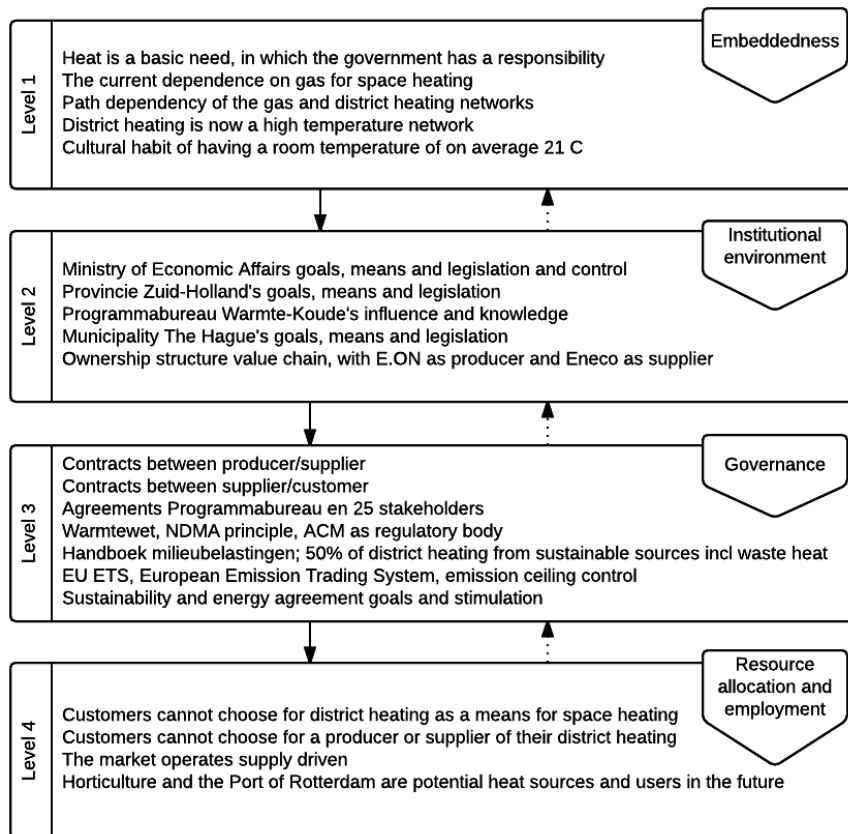 Level 1
Embeddedness
Heat is a basic need, in which the government has a responsibility
The current dependence on gas for space heating
Path dependency of the gas and district heating networks
District heating is now a high temperature network
Cultural habit of having a room temperature of on average 21 C
Level 2
Institutional
environment
Ministry of Economic Affairs goals, means and legislation and control
Provincie Zuid-Holland's goals, means and legislation
Programmabureau Warmte-Koude's influence and knowledge
Municipality The Hague's goals, means and legislation
Ownership structure value chain, with E.ON as producer and Eneco as supplier
Level 3
Governance
Contracts between producer/supplier
Contracts between supplier/customer
Agreements Programmabureau en 25 stakeholders
Warmtewet, NDMA principle, ACM as regulatory body
Handboek milieubelastingen; 50% of district heating from sustainable sources incl waste heat
EU ETS, European Emission Trading System, emission ceiling control
Sustainability and energy agreement goals and stimulation
Level 4
Resource
allocation and
employment
Customers cannot choose for district heating as a means for space heating
Customers cannot choose for a producer or supplier of their district heating
The market operates supply driven
Horticulture and the Port of Rotterdam are potential heat sources and users in the future